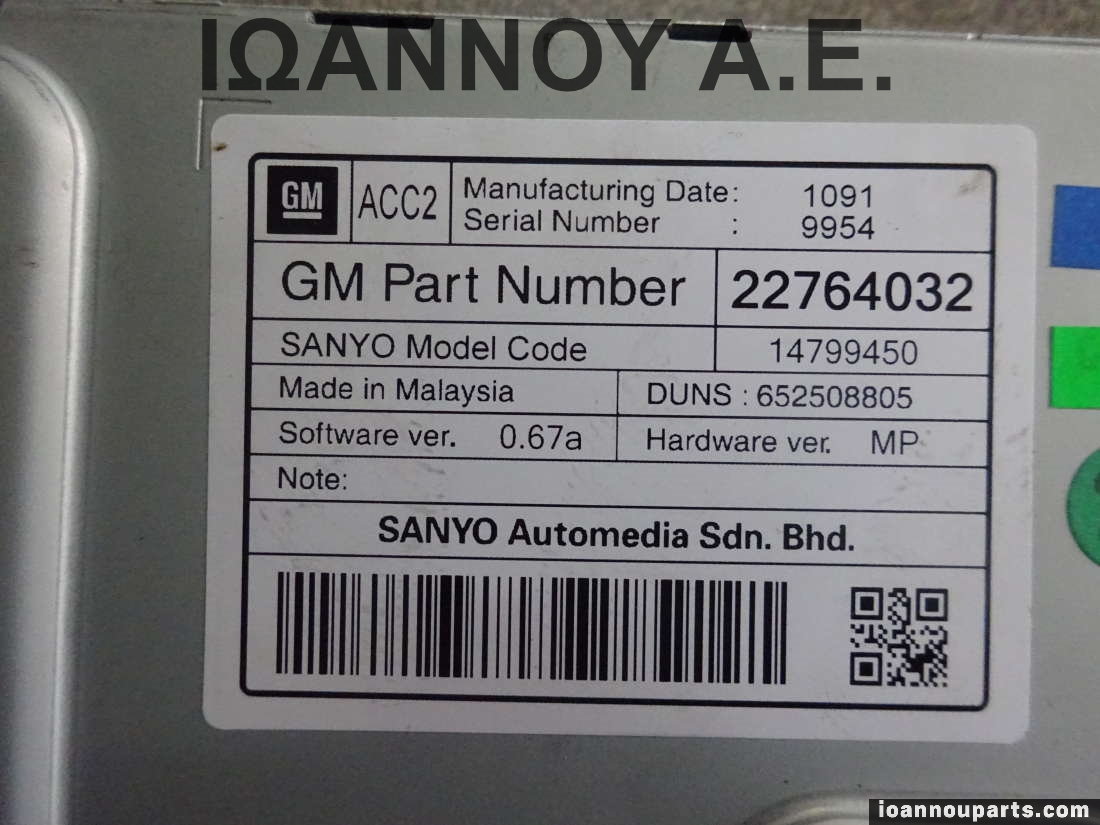 ΙΩΑΝΝΟΥ Α.Ε.
GM ACC2 Manufacturing Date: 1091
Serial Number : 9954
GM Part Number 22764032
SANYO Model Code 14799450
Made in Malaysia DUNS : 652508805
Software ver. 0.67a Hardware ver. MP
Note:
SANYO Automedia Sdn. Bhd.
ioannouparts.com